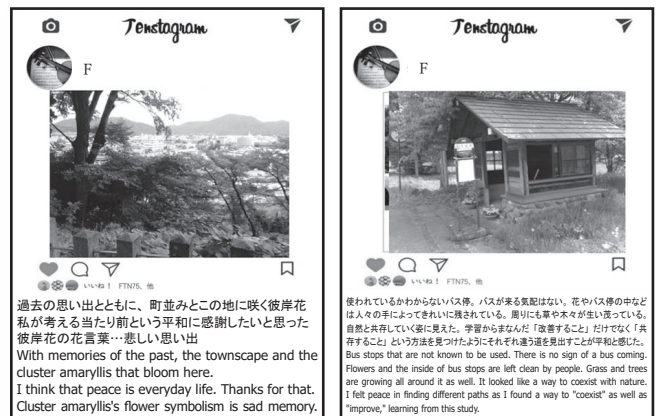 Tenstagram
F
いいね！ FTN75、他
過去の思い出とともに、町並みとこの地に咲く彼岸花
私が考える当たり前という平和に感謝したいと思った
彼岸花の花言葉…悲しい思い出
With memories of the past, the townscape and the
cluster amaryllis that bloom here.
I think that peace is everyday life. Thanks for that.
Cluster amaryllis's flower symbolism is sad memory.
Tenstagram
F
いいね！ FTN75、他
使われているかわからないバス停。バスが来る気配はない。花やバス停の中など
は人々の手によってきれいに残されている。周りにも草や木々が生い茂っている。
自然と共存していく姿に見えた。学習からまなんだ「改善すること」だけでなく「共
存すること」という方法を見つけたようにそれぞれ違う道を見出すことが平和と感じた。
Bus stops that are not known to be used. There is no sign of a bus coming.
Flowers and the inside of bus stops are left clean by people. Grass and trees
are growing all around it as well. It looked like a way to coexist with nature.
I felt peace in finding different paths as I found a way to "coexist" as well as
"improve," learning from this study.